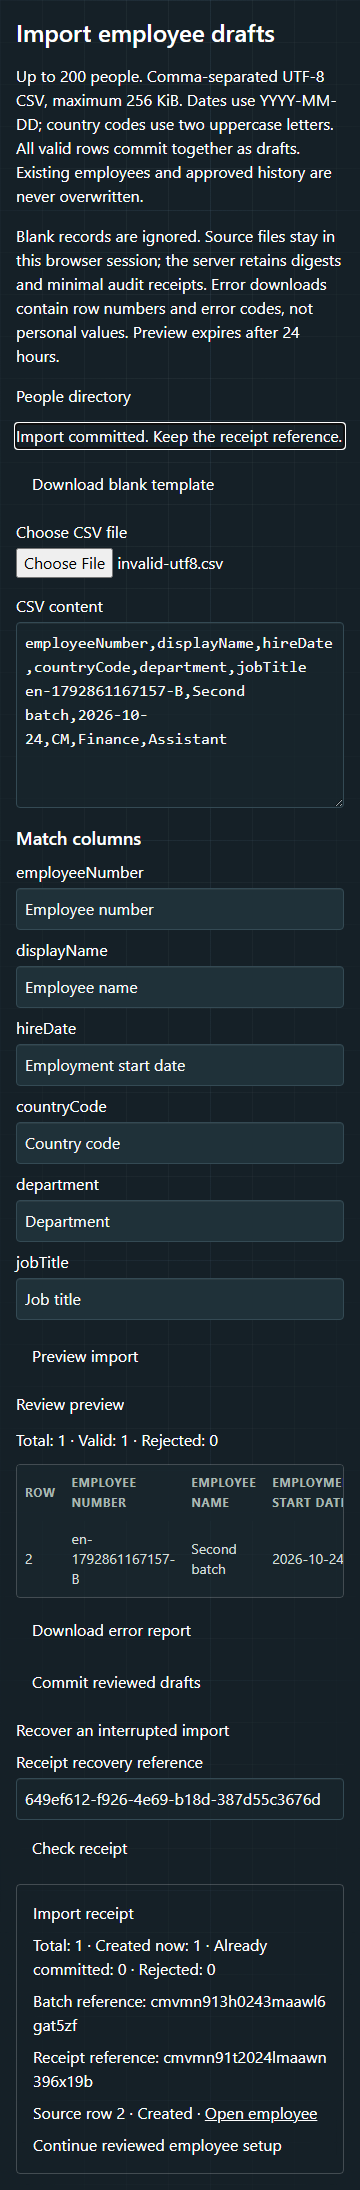 Import employee drafts
Up to 200 people. Comma-separated UTF-8
CSV, maximum 256 KiB. Dates use YYYY-MM-
DD; country codes use two uppercase letters.
All valid rows commit together as drafts.
Existing employees and approved history are
never overwritten.
Blank records are ignored. Source files stay in
this browser session; the server retains digests
and minimal audit receipts. Error downloads
contain row numbers and error codes, not
personal values. Preview expires after 24
hours.
People directory
Import committed. Keep the receipt reference.
Download blank template
Choose CSV file
Choose File invalid-utf8.csv
CSV content
employeeNumber,displayName,hireDate
,countryCode,department,jobTitle
en-1792861167157-B,Second
batch,2026-10-
24,CM,Finance,Assistant
Match columns
employeeNumber
Employee number
displayName
Employee name
hireDate
Employment start date
countryCode
Country code
department
Department
jobTitle
Job title
Preview import
Review preview
Total: 1 · Valid: 1 · Rejected: 0
ROW EMPLOYEE NUMBER EMPLOYEE NAME EMPLOYME START DAT
2 en-1792861167157-B Second batch 2026-10-24
Download error report
Commit reviewed drafts
Recover an interrupted import
Receipt recovery reference
649ef612-f926-4e69-b18d-387d55c3676d
Check receipt
Import receipt
Total: 1 · Created now: 1 · Already
committed: 0 · Rejected: 0
Batch reference: cmvmn913h0243maawl6
gat5zf
Receipt reference: cmvmn91t2024lmaawn
396x19b
Source row 2 · Created · Open employee
Continue reviewed employee setup